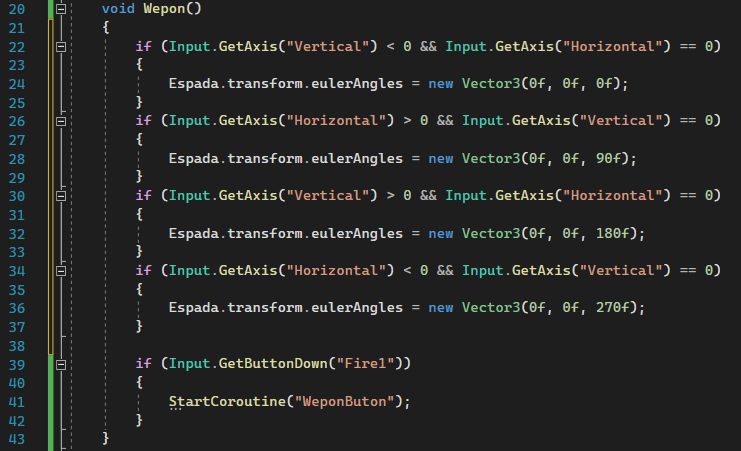 20 void Wepon()
21 {
22 if (Input.GetAxis("Vertical") < 0 && Input.GetAxis("Horizontal") == 0)
23 {
24 Espada.transform.eulerAngles = new Vector3(0f, 0f, 0f);
25 }
26 if (Input.GetAxis("Horizontal") > 0 && Input.GetAxis("Vertical") == 0)
27 {
28 Espada.transform.eulerAngles = new Vector3(0f, 0f, 90f);
29 }
30 if (Input.GetAxis("Vertical") > 0 && Input.GetAxis("Horizontal") == 0)
31 {
32 Espada.transform.eulerAngles = new Vector3(0f, 0f, 180f);
33 }
34 if (Input.GetAxis("Horizontal") < 0 && Input.GetAxis("Vertical") == 0)
35 {
36 Espada.transform.eulerAngles = new Vector3(0f, 0f, 270f);
37 }
38
39 if (Input.GetButtonDown("Fire1"))
40 {
41 StartCoroutine("WeponButon");
42 }
43 }